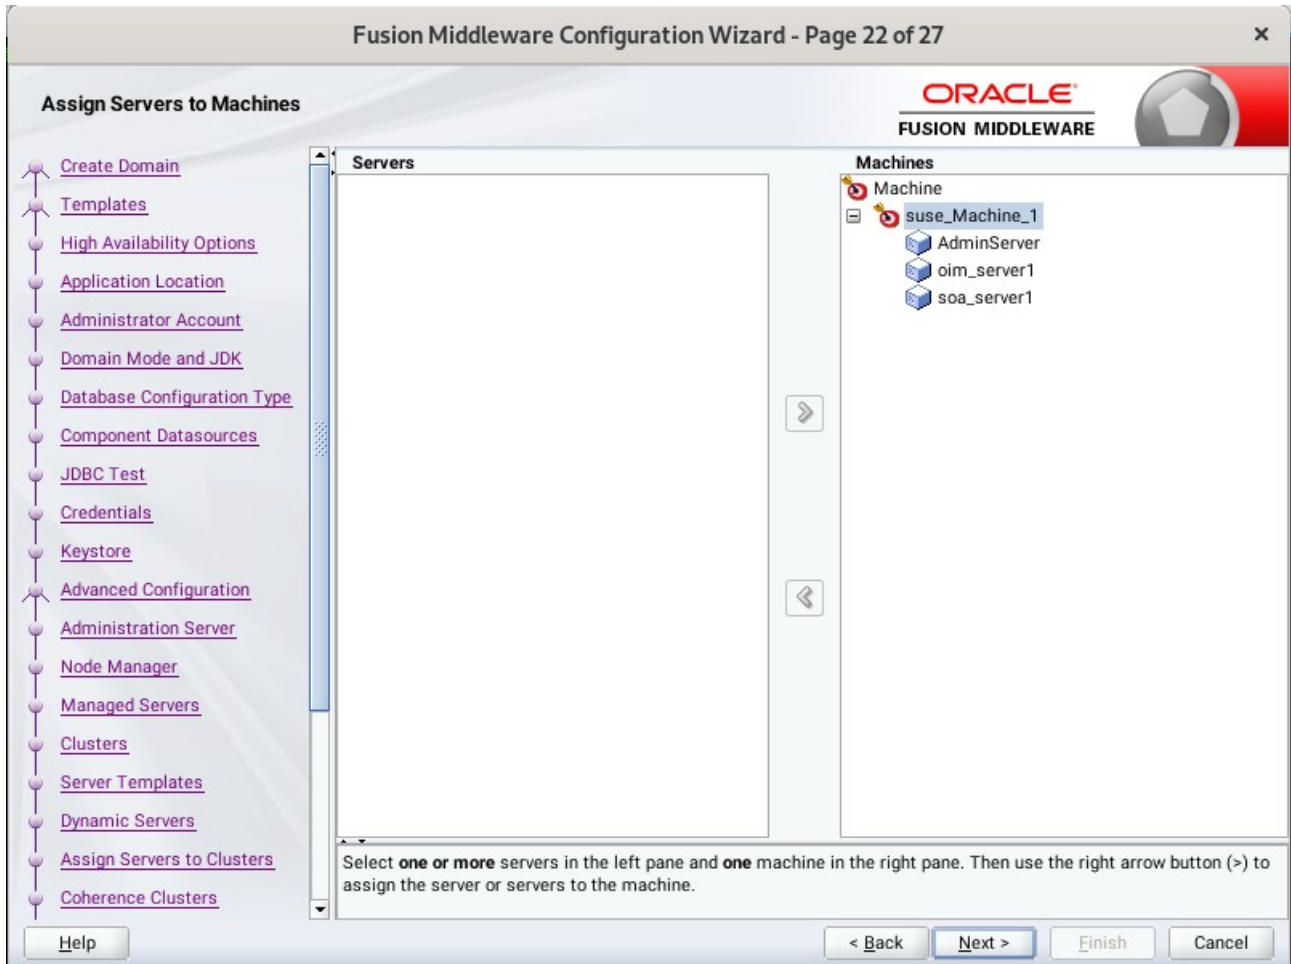 Fusion Middleware Configuration Wizard - Page 22 of 27
×
Assign Servers to Machines
ORACLE
FUSION MIDDLEWARE
Create Domain
Templates
High Availability Options
Application Location
Administrator Account
Domain Mode and JDK
Database Configuration Type
Component Datasources
JDBC Test
Credentials
Keystore
Advanced Configuration
Administration Server
Node Manager
Managed Servers
Clusters
Server Templates
Dynamic Servers
Assign Servers to Clusters
Coherence Clusters
Servers
Machines
Machine
suse_Machine_1
AdminServer
oim_server1
soa_server1
Select one or more servers in the left pane and one machine in the right pane. Then use the right arrow button (>) to
assign the server or servers to the machine.
Help
< Back
Next >
Finish
Cancel